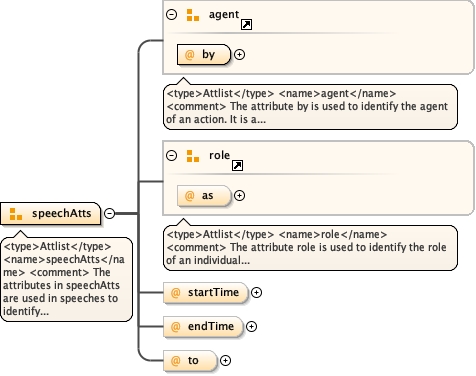 agent
@ by
<type>Attlist</type> <name>agent</name>
<comment> The attribute by is used to identify the agent
of an action. It is a...
role
@ as
<type>Attlist</type> <name>role</name>
<comment> The attribute role is used to identify the role
of an individual...
speechAtts
<type>Attlist</type>
<name>speechAtts</na
me> <comment> The
attributes in speechAtts
are used in speeches to
identify...
@ startTime
@ endTime
@ to